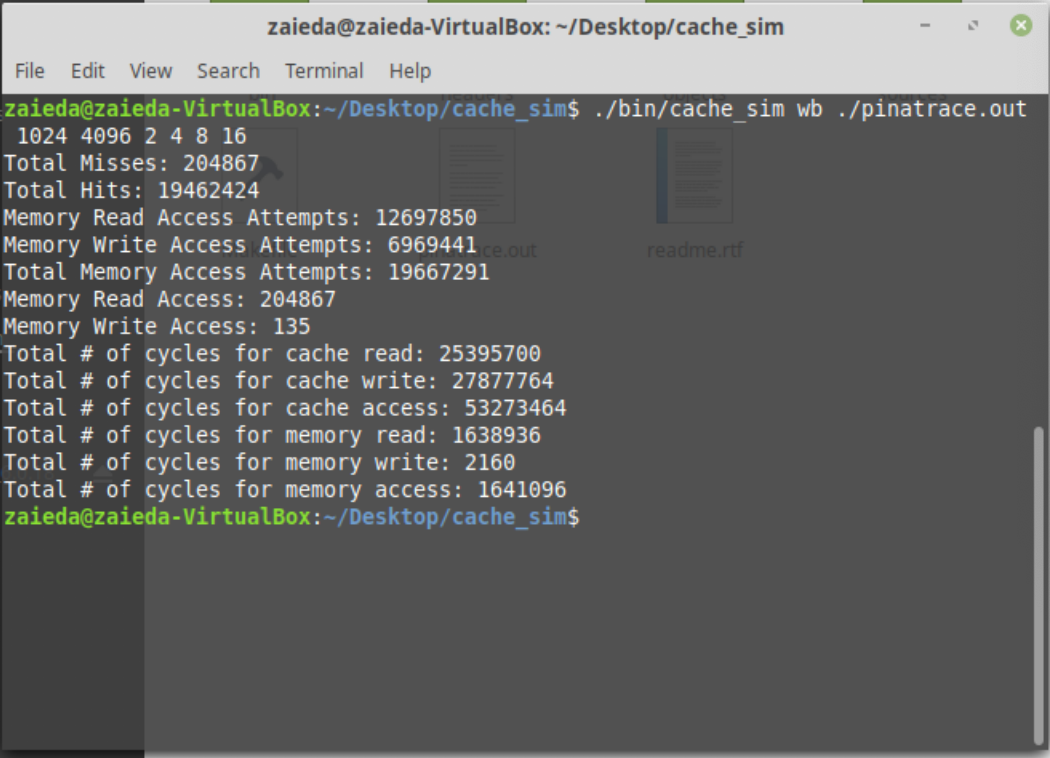 zaieda@zaieda-VirtualBox: ~/Desktop/cache_sim
File Edit View Search Terminal Help
zaieda@zaieda-VirtualBox:~/Desktop/cache_sim$ ./bin/cache_sim wb ./pinatrace.out
1024 4096 2 4 8 16
Total Misses: 204867
Total Hits: 19462424
Memory Read Access Attempts: 12697850
Memory Write Access Attempts: 6969441
Total Memory Access Attempts: 19667291
Memory Read Access: 204867
Memory Write Access: 135
Total # of cycles for cache read: 25395700
Total # of cycles for cache write: 27877764
Total # of cycles for cache access: 53273464
Total # of cycles for memory read: 1638936
Total # of cycles for memory write: 2160
Total # of cycles for memory access: 1641096
zaieda@zaieda-VirtualBox:~/Desktop/cache_sim$
pinatrace.out
readme.rtf